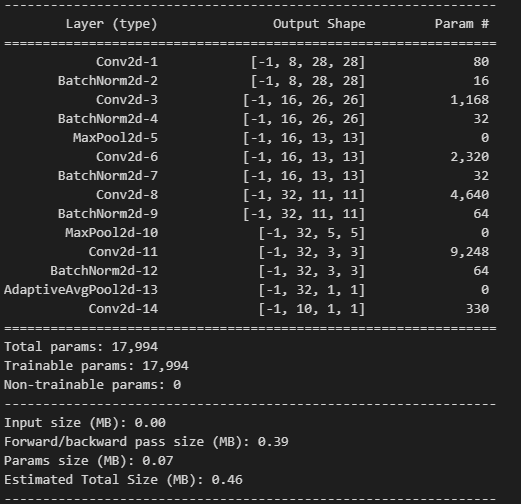 ----------------------------------------------------------------
        Layer (type)               Output Shape         Param #
================================================================
            Conv2d-1            [-1, 8, 28, 28]              80
       BatchNorm2d-2            [-1, 8, 28, 28]              16
            Conv2d-3           [-1, 16, 26, 26]           1,168
       BatchNorm2d-4           [-1, 16, 26, 26]              32
         MaxPool2d-5           [-1, 16, 13, 13]               0
            Conv2d-6           [-1, 16, 13, 13]           2,320
       BatchNorm2d-7           [-1, 16, 13, 13]              32
            Conv2d-8           [-1, 32, 11, 11]           4,640
       BatchNorm2d-9           [-1, 32, 11, 11]              64
        MaxPool2d-10             [-1, 32, 5, 5]               0
           Conv2d-11             [-1, 32, 3, 3]           9,248
      BatchNorm2d-12             [-1, 32, 3, 3]              64
AdaptiveAvgPool2d-13             [-1, 32, 1, 1]               0
           Conv2d-14             [-1, 10, 1, 1]             330
================================================================
Total params: 17,994
Trainable params: 17,994
Non-trainable params: 0
----------------------------------------------------------------
Input size (MB): 0.00
Forward/backward pass size (MB): 0.39
Params size (MB): 0.07
Estimated Total Size (MB): 0.46
----------------------------------------------------------------